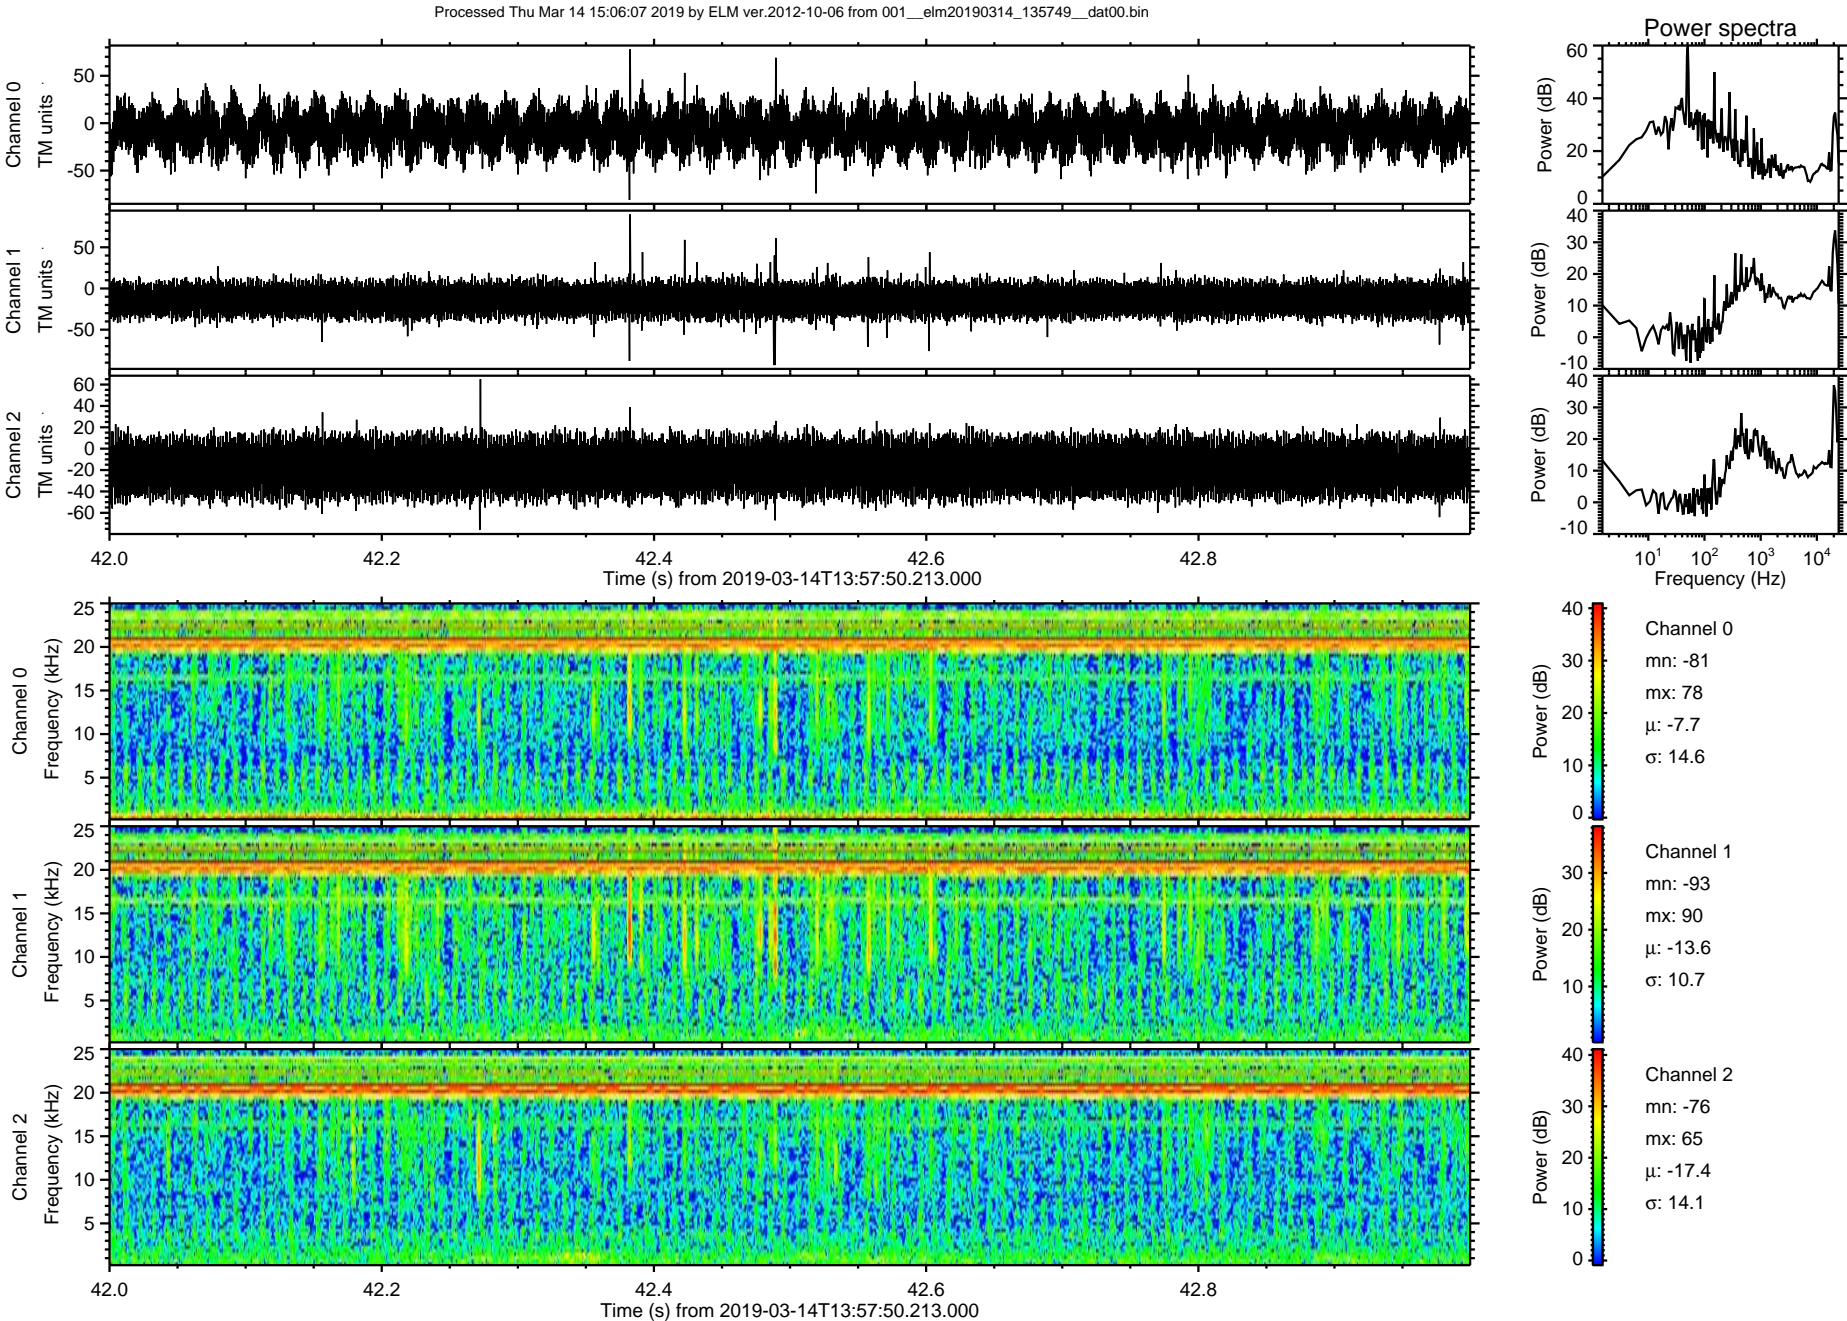 Processed Thu Mar 14 15:06:07 2019 by ELM ver.2012-10-06 from 001__elm20190314_135749__dat00.bin
Power spectra
Channel 0
TM units
50
0
-50
Power (dB)
60
40
20
0
Channel 1
TM units
50
0
-50
Power (dB)
40
30
20
10
0
-10
Channel 2
TM units
60
40
20
0
-20
-40
-60
Power (dB)
40
30
20
10
0
-10
42.0 42.2 42.4 42.6 42.8
Time (s) from 2019-03-14T13:57:50.213.000
10¹ 10² 10³ 10⁴
Frequency (Hz)
Channel 0
Frequency (kHz)
25
20
15
10
5
Power (dB)
40
30
20
10
0
Channel 0
mn: -81
mx: 78
μ: -7.7
σ: 14.6
Channel 1
Frequency (kHz)
25
20
15
10
5
Power (dB)
30
20
10
Channel 1
mn: -93
mx: 90
μ: -13.6
σ: 10.7
Channel 2
Frequency (kHz)
25
20
15
10
5
Power (dB)
40
30
20
10
0
Channel 2
mn: -76
mx: 65
μ: -17.4
σ: 14.1
42.0 42.2 42.4 42.6 42.8
Time (s) from 2019-03-14T13:57:50.213.000